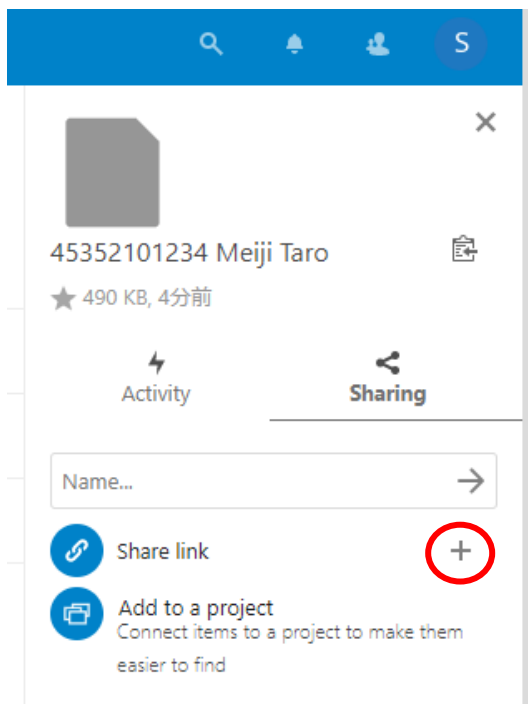 S
45352101234 Meiji Taro
490 KB, 4分前
Activity
Sharing
Name...
Share link
Add to a project
Connect items to a project to make them
easier to find